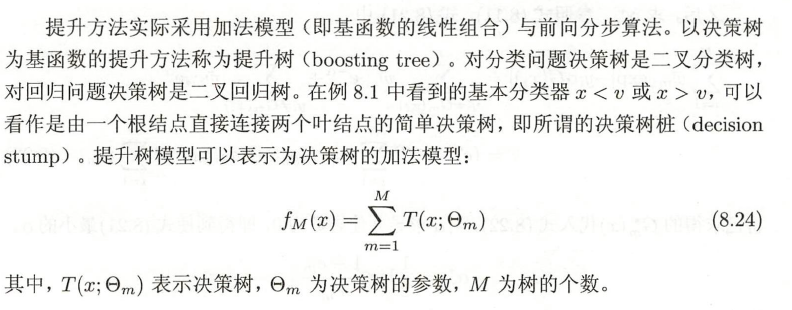 提升方法实际采用加法模型（即基函数的线性组合）与前向分步算法。以决策树
为基函数的提升方法称为提升树（boosting tree）。对分类问题决策树是二叉分类树，
对回归问题决策树是二叉回归树。在例 8.1 中看到的基本分类器 x < v 或 x > v，可以
看作是由一个根结点直接连接两个叶结点的简单决策树，即所谓的决策树桩（decision
stump）。提升树模型可以表示为决策树的加法模型：
f_M(x) = \sum_{m=1}^{M} T(x; Θ_m) (8.24)
其中，T(x; Θ_m) 表示决策树，Θ_m 为决策树的参数，M 为树的个数。